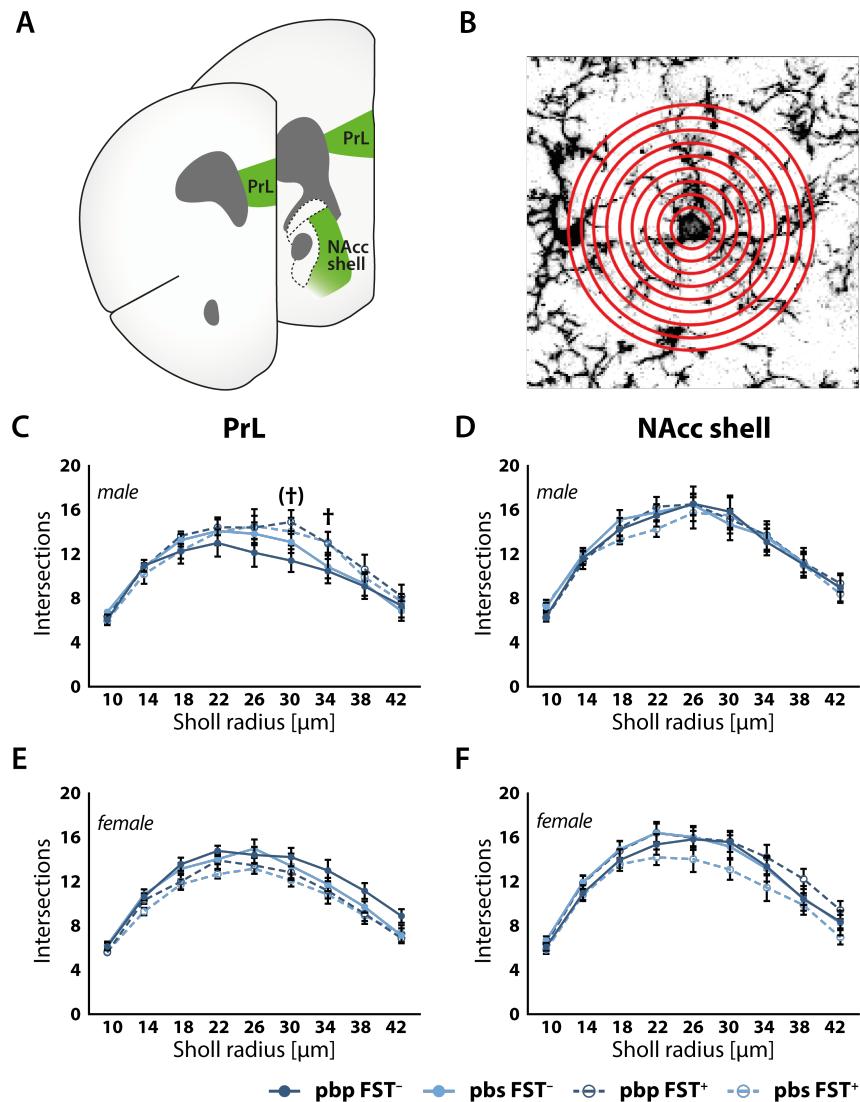 A
PrL
PrL
NAcc
shell
B
C
PrL
male
(†)
†
20
16
12
8
4
0
Intersections
10 14 18 22 26 30 34 38 42
Sholl radius [µm]
D
NAcc shell
male
20
16
12
8
4
0
Intersections
10 14 18 22 26 30 34 38 42
Sholl radius [µm]
E
female
20
16
12
8
4
0
Intersections
10 14 18 22 26 30 34 38 42
Sholl radius [µm]
F
female
20
16
12
8
4
0
Intersections
10 14 18 22 26 30 34 38 42
Sholl radius [µm]
pbp FST⁻ pbs FST⁻ pbp FST⁺ pbs FST⁺